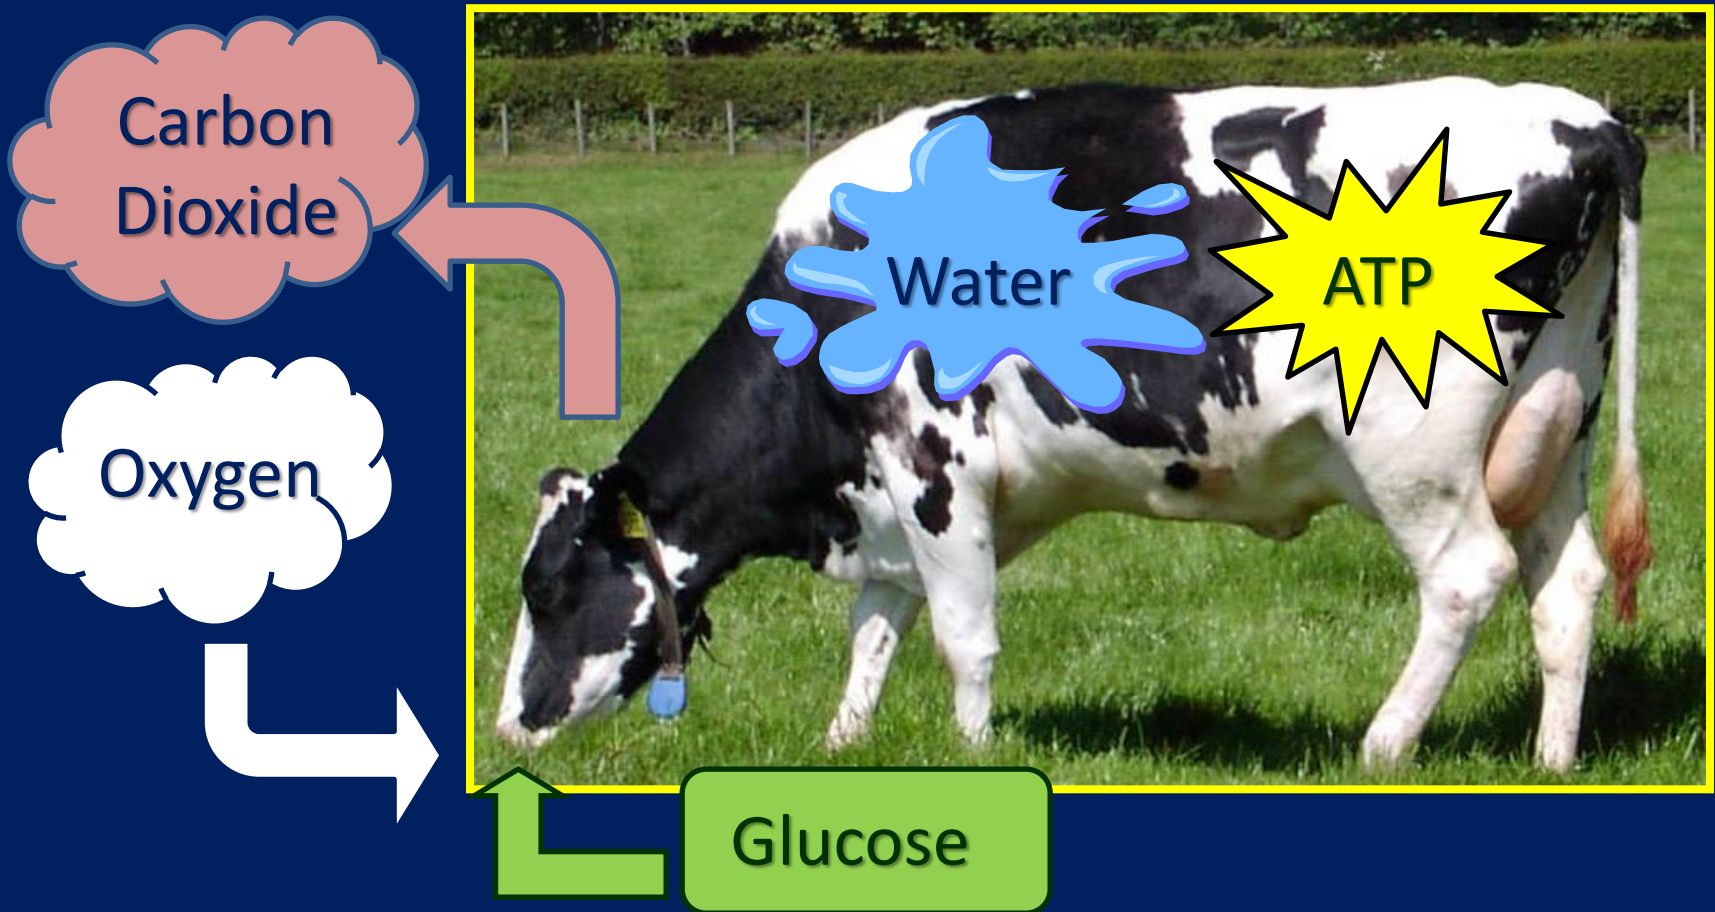 Carbon
Dioxide
Water
ATP
Oxygen
Glucose